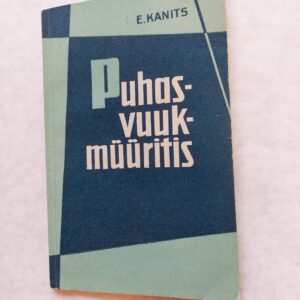 E. KANITS
Puhas-
vuuk-
müüritis